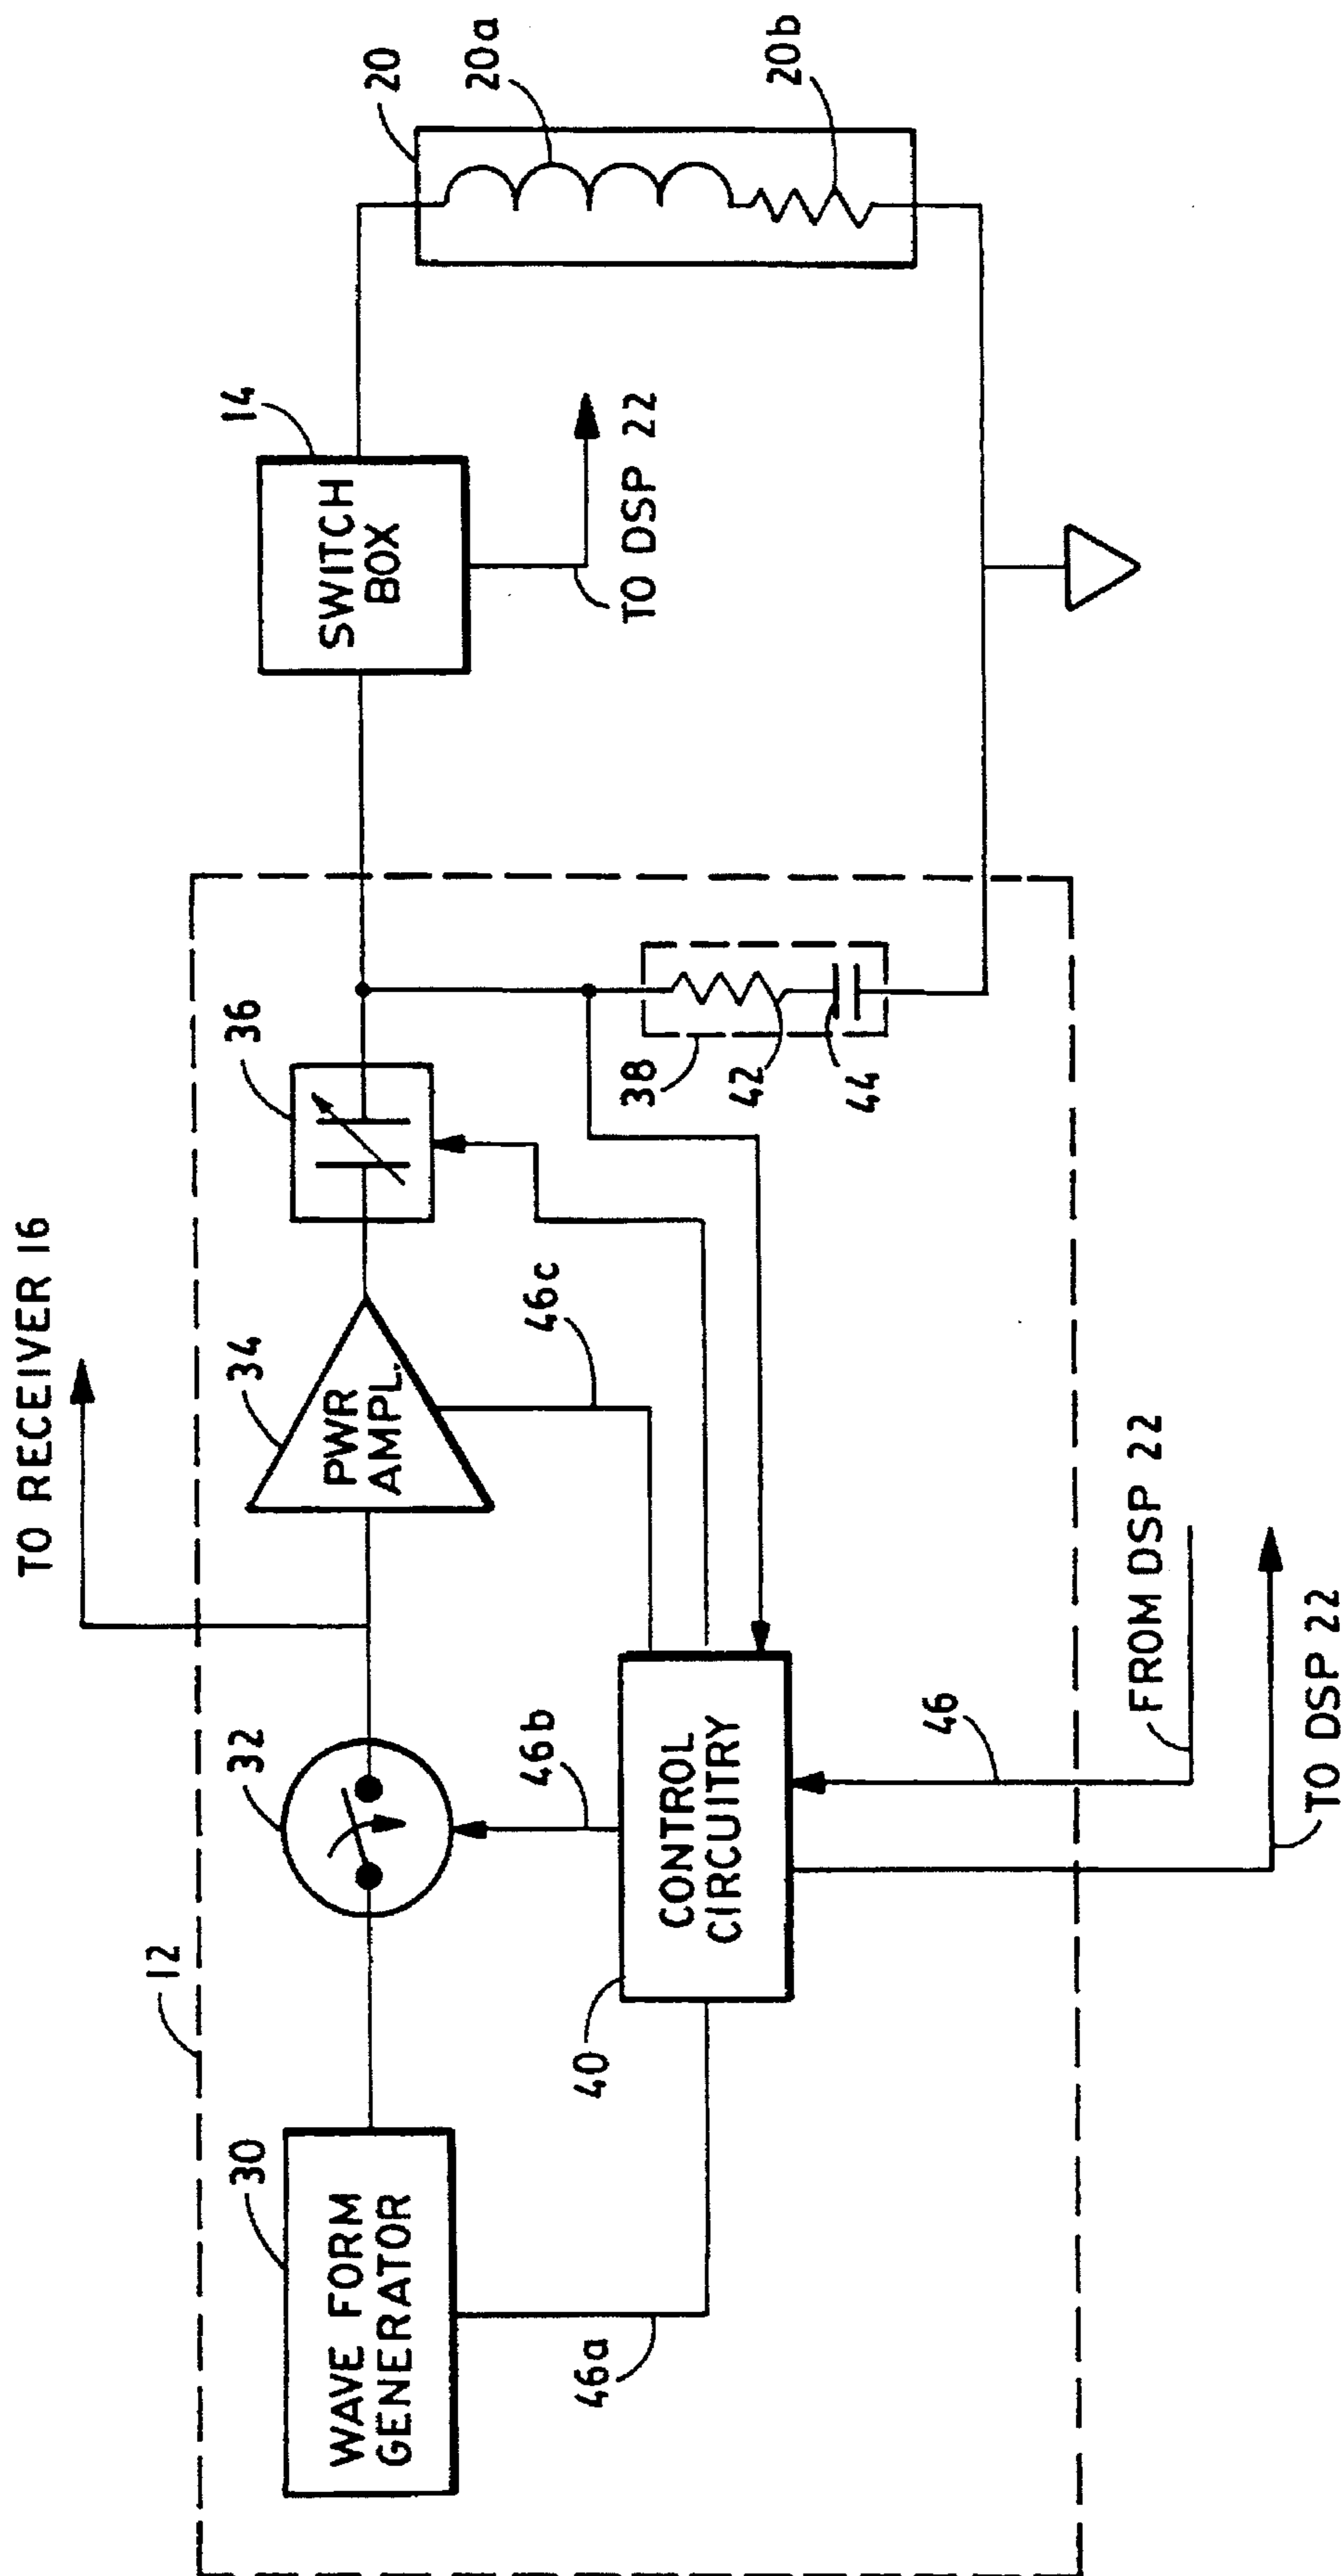 TO RECEIVER 16
12
30
WAVE FORM
GENERATOR
32
34
PWR
AMPL.
36
14
SWITCH
BOX
TO DSP 22
20
20a
20b
46a
46b
46c
40
CONTROL
CIRCUITRY
38
42
44
46
FROM DSP 22
TO DSP 22